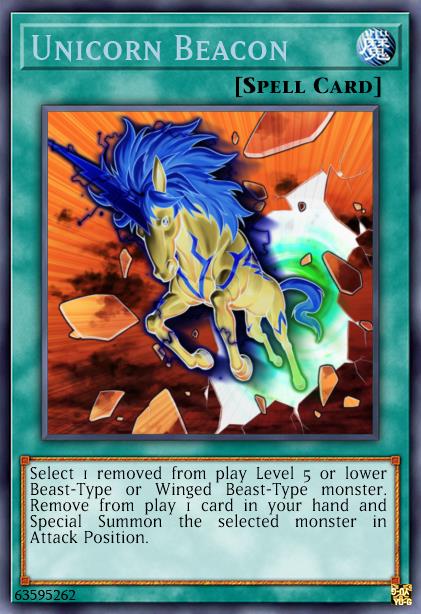 Unicorn Beacon
魔
[Spell Card]
Select 1 removed from play Level 5 or lower
Beast-Type or Winged Beast-Type monster.
Remove from play 1 card in your hand and
Special Summon the selected monster in
Attack Position.
63595262